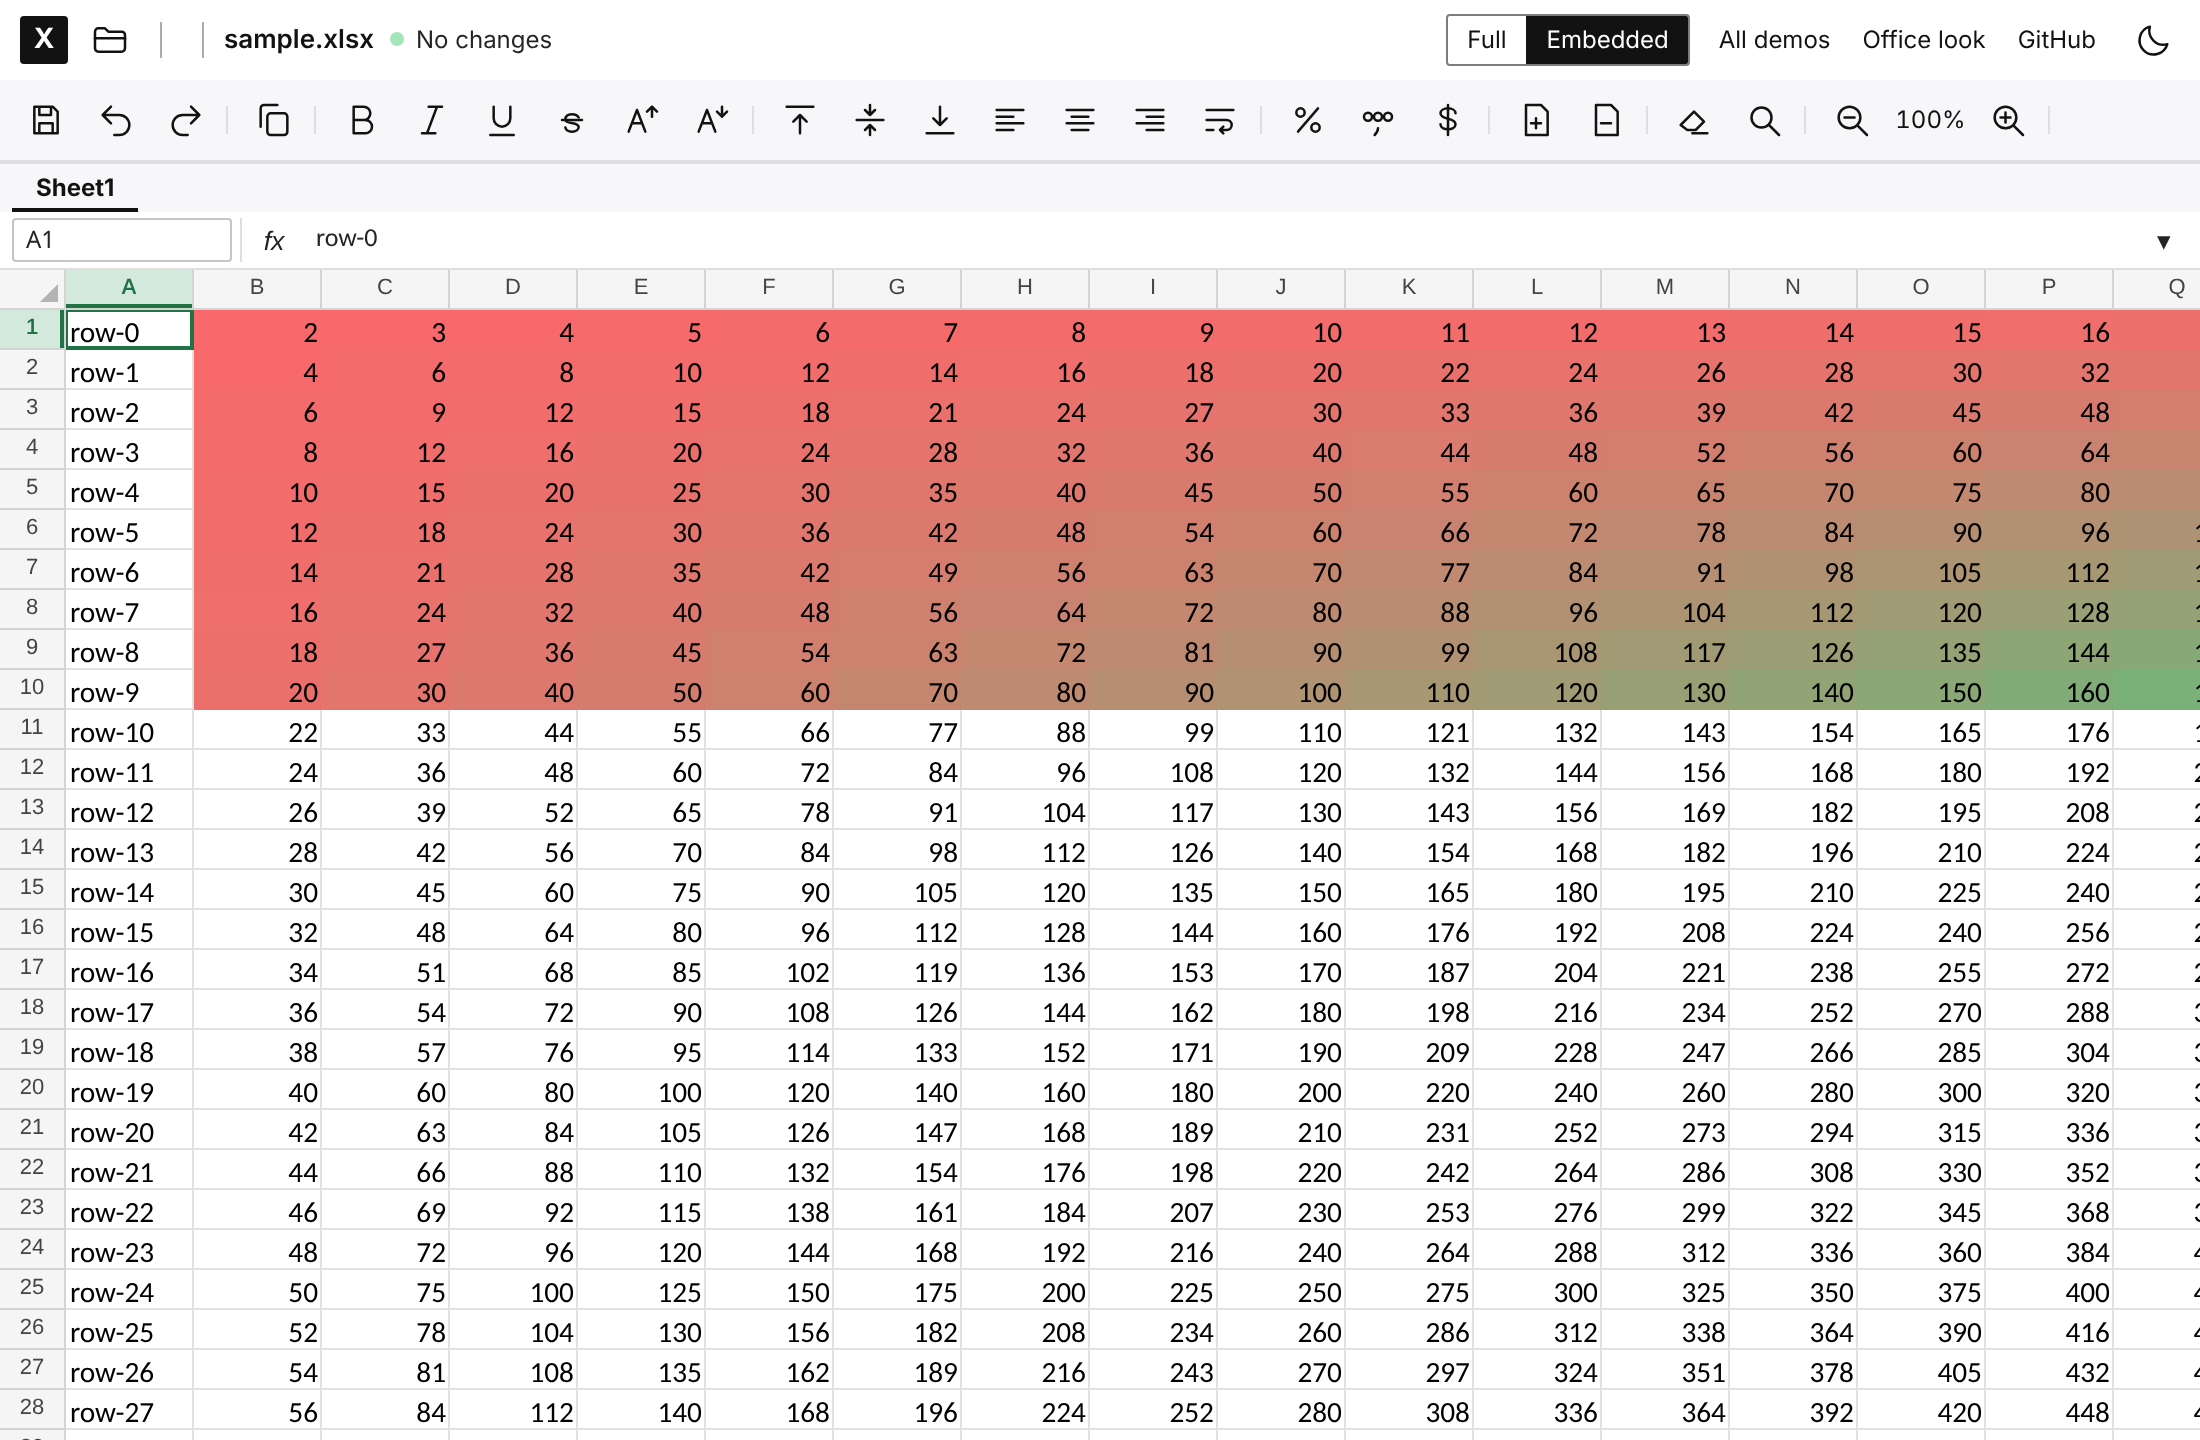 X sample.xlsx No changes Full Embedded All demos Office look GitHub
100%
Sheet1
A1 fx row-0
A B C D E F G H I J K L M N O P Q
1 row-0 2 3 4 5 6 7 8 9 10 11 12 13 14 15 16
2 row-1 4 6 8 10 12 14 16 18 20 22 24 26 28 30 32
3 row-2 6 9 12 15 18 21 24 27 30 33 36 39 42 45 48
4 row-3 8 12 16 20 24 28 32 36 40 44 48 52 56 60 64
5 row-4 10 15 20 25 30 35 40 45 50 55 60 65 70 75 80
6 row-5 12 18 24 30 36 42 48 54 60 66 72 78 84 90 96
7 row-6 14 21 28 35 42 49 56 63 70 77 84 91 98 105 112
8 row-7 16 24 32 40 48 56 64 72 80 88 96 104 112 120 128
9 row-8 18 27 36 45 54 63 72 81 90 99 108 117 126 135 144
10 row-9 20 30 40 50 60 70 80 90 100 110 120 130 140 150 160
11 row-10 22 33 44 55 66 77 88 99 110 121 132 143 154 165 176
12 row-11 24 36 48 60 72 84 96 108 120 132 144 156 168 180 192
13 row-12 26 39 52 65 78 91 104 117 130 143 156 169 182 195 208
14 row-13 28 42 56 70 84 98 112 126 140 154 168 182 196 210 224
15 row-14 30 45 60 75 90 105 120 135 150 165 180 195 210 225 240
16 row-15 32 48 64 80 96 112 128 144 160 176 192 208 224 240 256
17 row-16 34 51 68 85 102 119 136 153 170 187 204 221 238 255 272
18 row-17 36 54 72 90 108 126 144 162 180 198 216 234 252 270 288
19 row-18 38 57 76 95 114 133 152 171 190 209 228 247 266 285 304
20 row-19 40 60 80 100 120 140 160 180 200 220 240 260 280 300 320
21 row-20 42 63 84 105 126 147 168 189 210 231 252 273 294 315 336
22 row-21 44 66 88 110 132 154 176 198 220 242 264 286 308 330 352
23 row-22 46 69 92 115 138 161 184 207 230 253 276 299 322 345 368
24 row-23 48 72 96 120 144 168 192 216 240 264 288 312 336 360 384
25 row-24 50 75 100 125 150 175 200 225 250 275 300 325 350 375 400
26 row-25 52 78 104 130 156 182 208 234 260 286 312 338 364 390 416
27 row-26 54 81 108 135 162 189 216 243 270 297 324 351 378 405 432
28 row-27 56 84 112 140 168 196 224 252 280 308 336 364 392 420 448